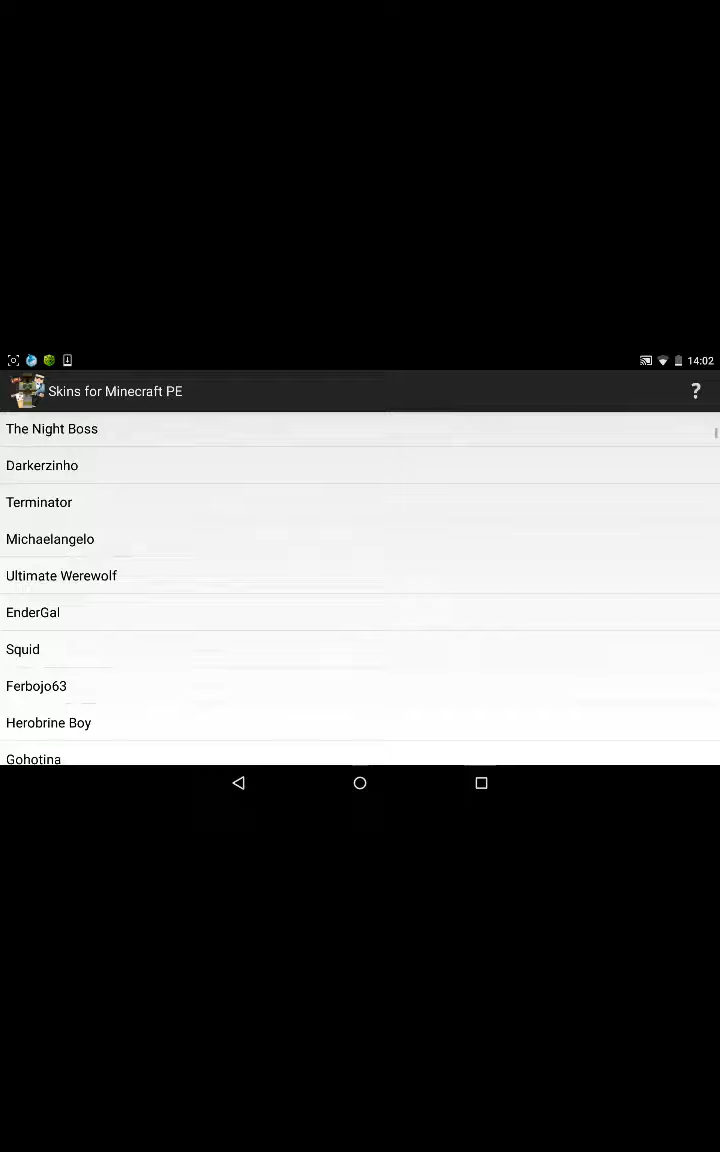 14:02
Skins for Minecraft PE
?
The Night Boss
Darkerzinho
Terminator
Michaelangelo
Ultimate Werewolf
EnderGal
Squid
Ferbojo63
Herobrine Boy
Gohotina